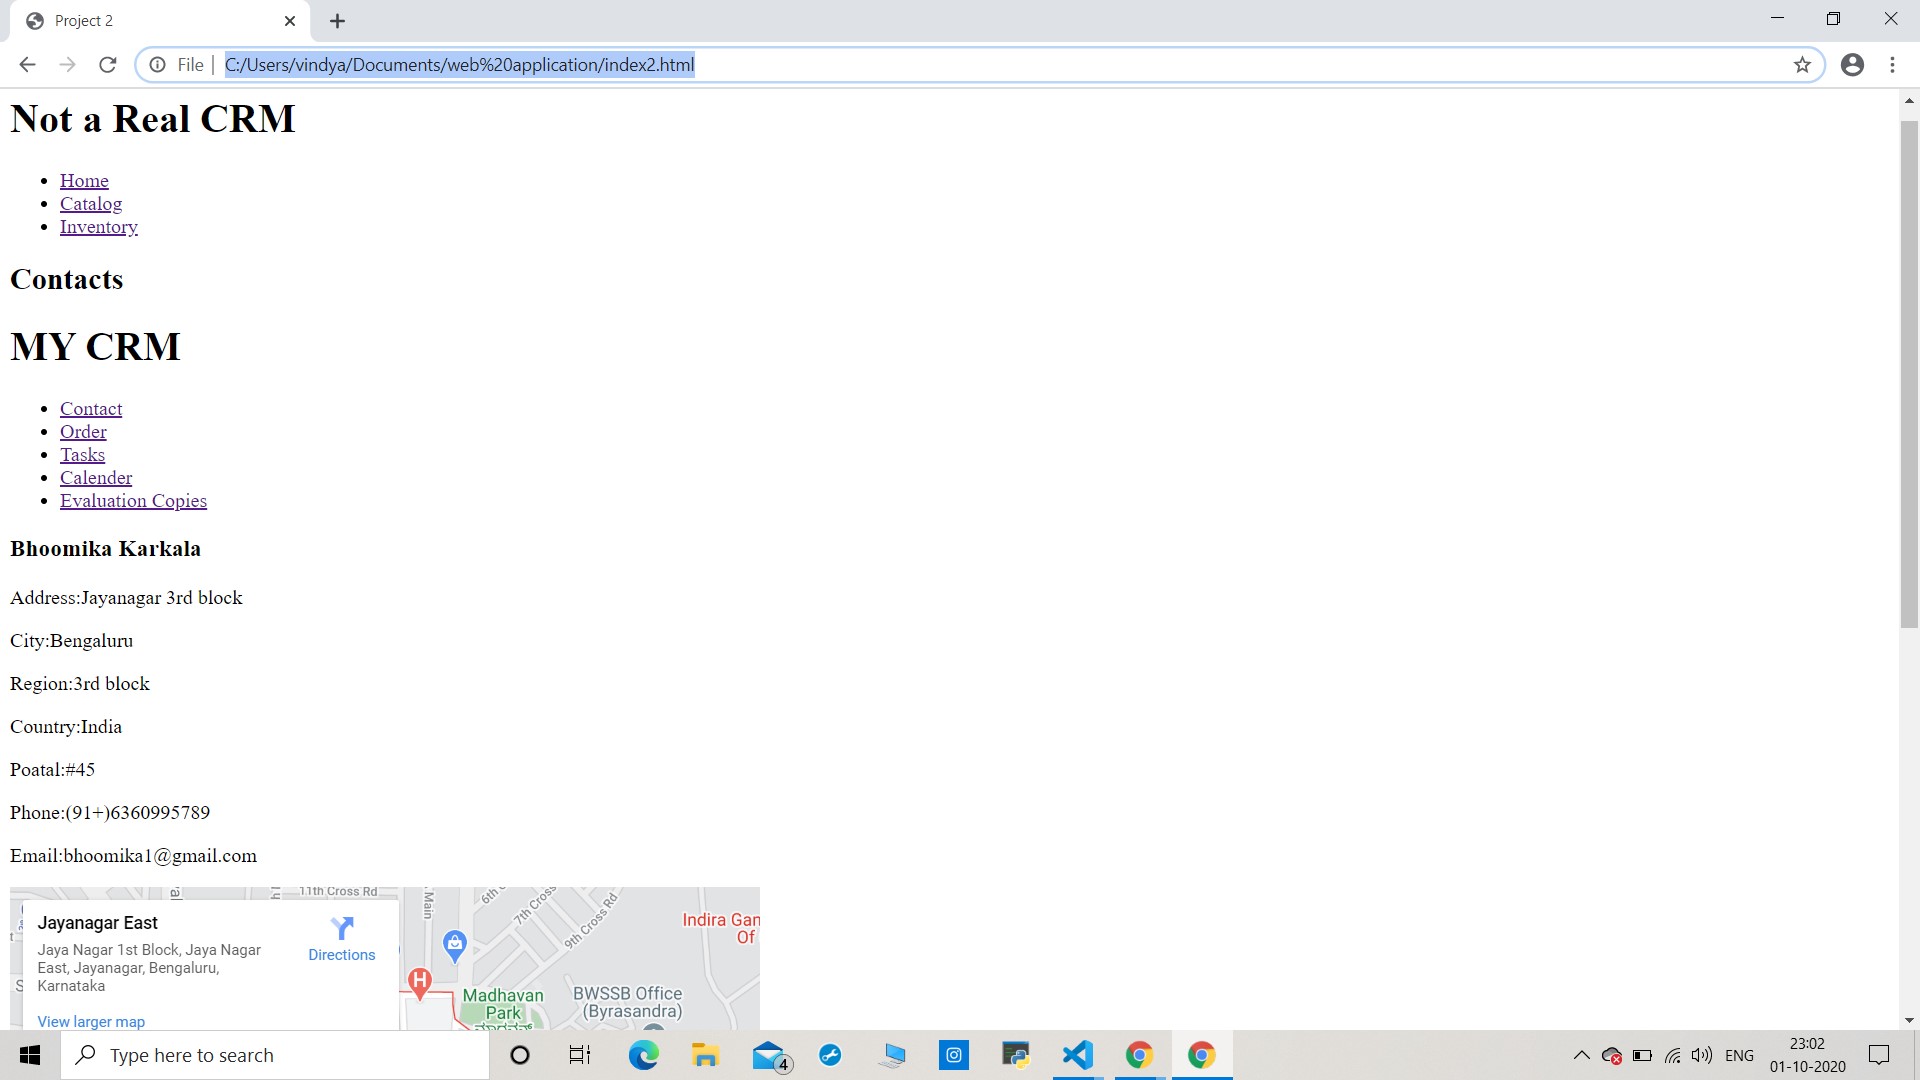 Project 2
File
C:/Users/vindya/Documents/web%20application/index2.html
Not a Real CRM
Home
Catalog
Inventory
Contacts
MY CRM
Contact
Order
Tasks
Calender
Evaluation Copies
Bhoomika Karkala
Address:Jayanagar 3rd block
City:Bengaluru
Region:3rd block
Country:India
Poatal:#45
Phone:(91+)6360995789
Email:bhoomika1@gmail.com
11th Cross Rd
Main
6th
7th Cross Rd
9th Cross Rd
Indira Gan
Of
Jayanagar East
Jaya Nagar 1st Block, Jaya Nagar
East, Jayanagar, Bengaluru,
Karnataka
Directions
View larger map
H
Madhavan
Park
BWSSB Office
(Byrasandra)
Type here to search
4
ENG
23:02
01-10-2020